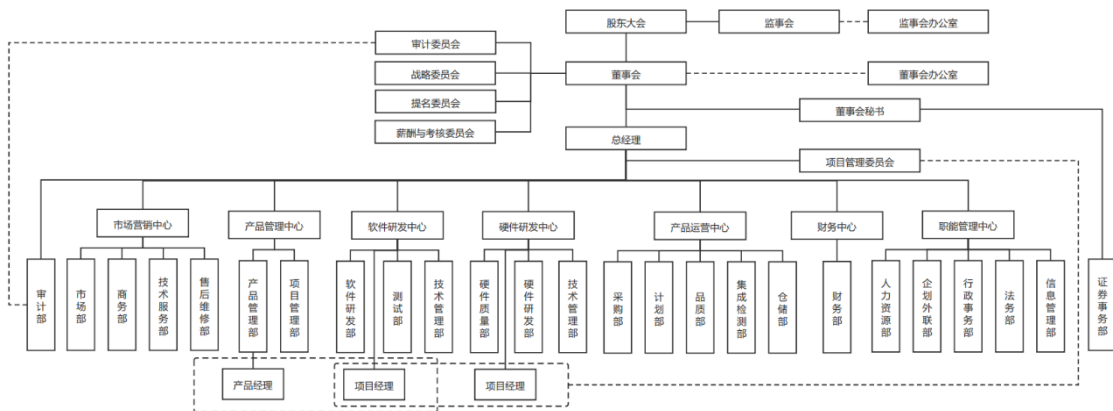 股东大会
监事会
监事会办公室
审计委员会
战略委员会
董事会
董事会办公室
提名委员会
董事会秘书
薪酬与考核委员会
总经理
项目管理委员会
市场营销中心
产品管理中心
软件研发中心
硬件研发中心
产品运营中心
财务中心
职能管理中心
审计部
市场部
商务部
技术服务部
售后维修部
产品管理部
项目管理部
软件研发部
测试部
技术管理部
硬件质量部
硬件研发部
技术管理部
采购部
计划部
品质部
集成检测部
仓储部
财务部
人力资源部
企划外联部
行政事务部
法务部
信息管理部
证券事务部
产品经理
项目经理
项目经理